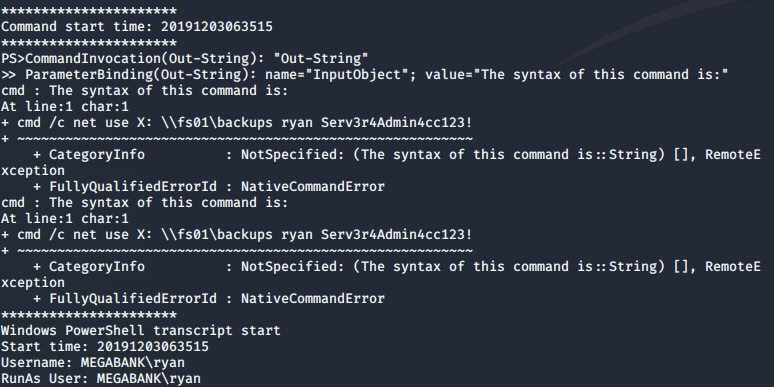 **********************
Command start time: 20191203063515
**********************
PS>CommandInvocation(Out-String): "Out-String"
>> ParameterBinding(Out-String): name="InputObject"; value="The syntax of this command is:"
cmd : The syntax of this command is:
At line:1 char:1
+ cmd /c net use X: \\fs01\backups ryan Serv3r4Admin4cc123!
+ ~~~~~~~~~~~~~~~~~~~~~~~~~~~~~~~~~~~~~~~~~~~~~~~~~~~~~~~~~
    + CategoryInfo          : NotSpecified: (The syntax of this command is::String) [], RemoteE
xception
    + FullyQualifiedErrorId : NativeCommandError
cmd : The syntax of this command is:
At line:1 char:1
+ cmd /c net use X: \\fs01\backups ryan Serv3r4Admin4cc123!
+ ~~~~~~~~~~~~~~~~~~~~~~~~~~~~~~~~~~~~~~~~~~~~~~~~~~~~~~~~~
    + CategoryInfo          : NotSpecified: (The syntax of this command is::String) [], RemoteE
xception
    + FullyQualifiedErrorId : NativeCommandError
**********************
Windows PowerShell transcript start
Start time: 20191203063515
Username: MEGABANK\ryan
RunAs User: MEGABANK\ryan